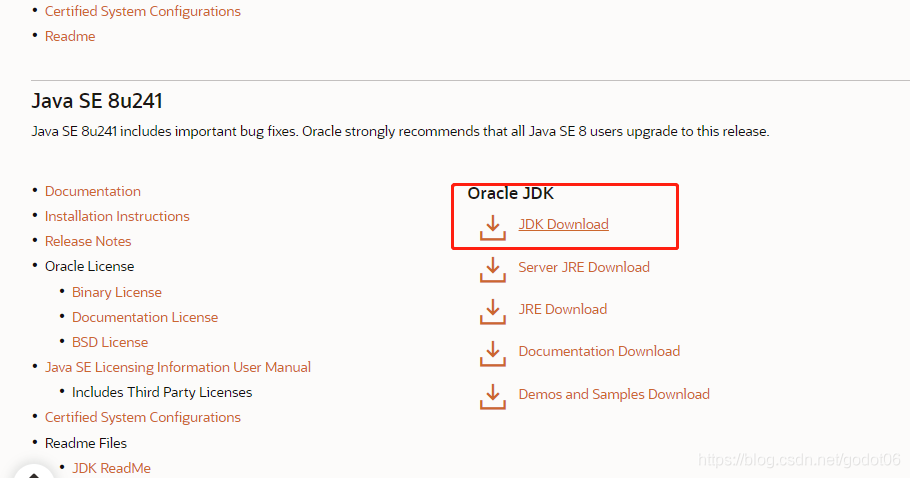 Certified System Configurations
Readme
Java SE 8u241
Java SE 8u241 includes important bug fixes. Oracle strongly recommends that all Java SE 8 users upgrade to this release.
Documentation
Installation Instructions
Release Notes
Oracle License
Binary License
Documentation License
BSD License
Java SE Licensing Information User Manual
Includes Third Party Licenses
Certified System Configurations
Readme Files
JDK ReadMe
Oracle JDK
JDK Download
Server JRE Download
JRE Download
Documentation Download
Demos and Samples Download
https://blog.csdn.net/godot06